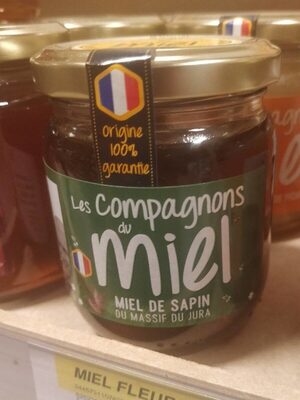 origine
100%
garantie
Les Compagnons
du
Miel
MIEL DE SAPIN
DU MASSIF DU JURA
MIEL FLEUR